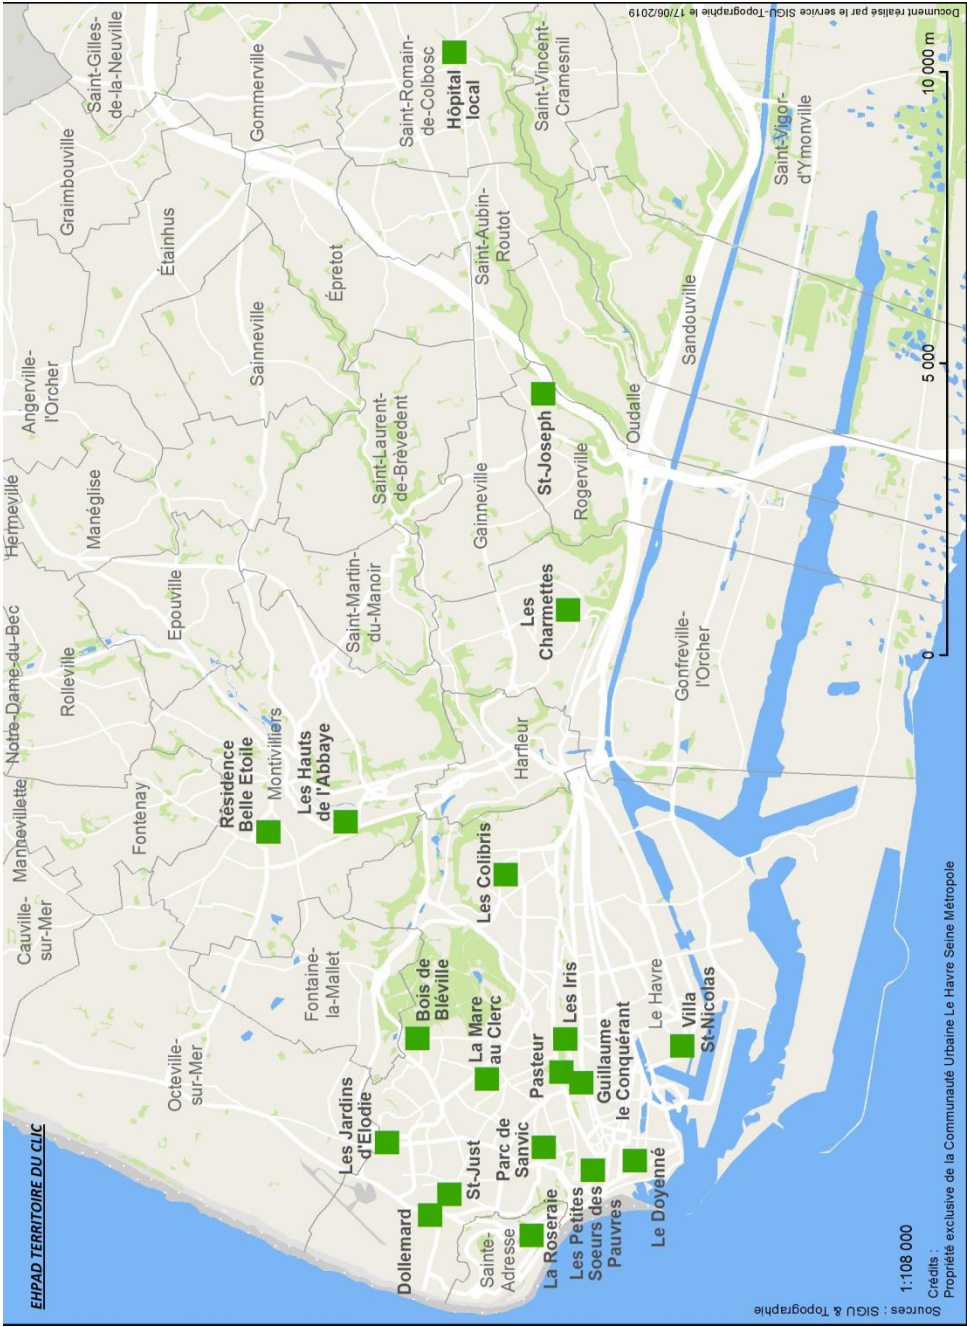 EHPAD TERRITOIRE DU CLIC
Cauville-
sur-Mer
Mannevillette
Notre-Dame-du-Bec
Hermeville
Angerville-
l'Orcher
Graimbouville
Saint-Gilles-
de-la-Neuville
Octeville-
sur-Mer
Fontenay
Rolleville
Manéglise
Étainhus
Gommerville
Epouville
Sainneville
Résidence
Belle Etoile
Montivilliers
Les Hauts
de l'Abbaye
Fontaine-
la-Mallet
Saint-Martin-
du-Manoir
Saint-Laurent-
de-Brèvedent
Épretot
Saint-Romain-
de-Colbosc
Hôpital
local
Les Jardins
d'Elodie
Bois de
Bléville
Dollemard
St-Just
La Mare
au Clerc
Les Colibris
Harfleur
Gainneville
Saint-Aubin-
Routot
Saint-Vincent-
Cramesnil
Sainte-
Adresse
Parc de
Sanvic
Pasteur
Les Iris
Les
Charmettes
St-Joseph
Rogerville
La Roseraie
Les Petites
Soeurs des
Pauvres
Guillaume
le Conquérant
Le Doyenné
Le Havre
Villa
St-Nicolas
Oudalle
Sandouville
Saint-Vigor-
d'Ymonville
Gonfreville-
l'Orcher
0
5 000
10 000 m
1:108 000
Crédits :
Propriété exclusive de la Communauté Urbaine Le Havre Seine Métropole
Sources : SIGU & Topographie
Document réalisé par le service SIGU-Topographie le 17/06/2019